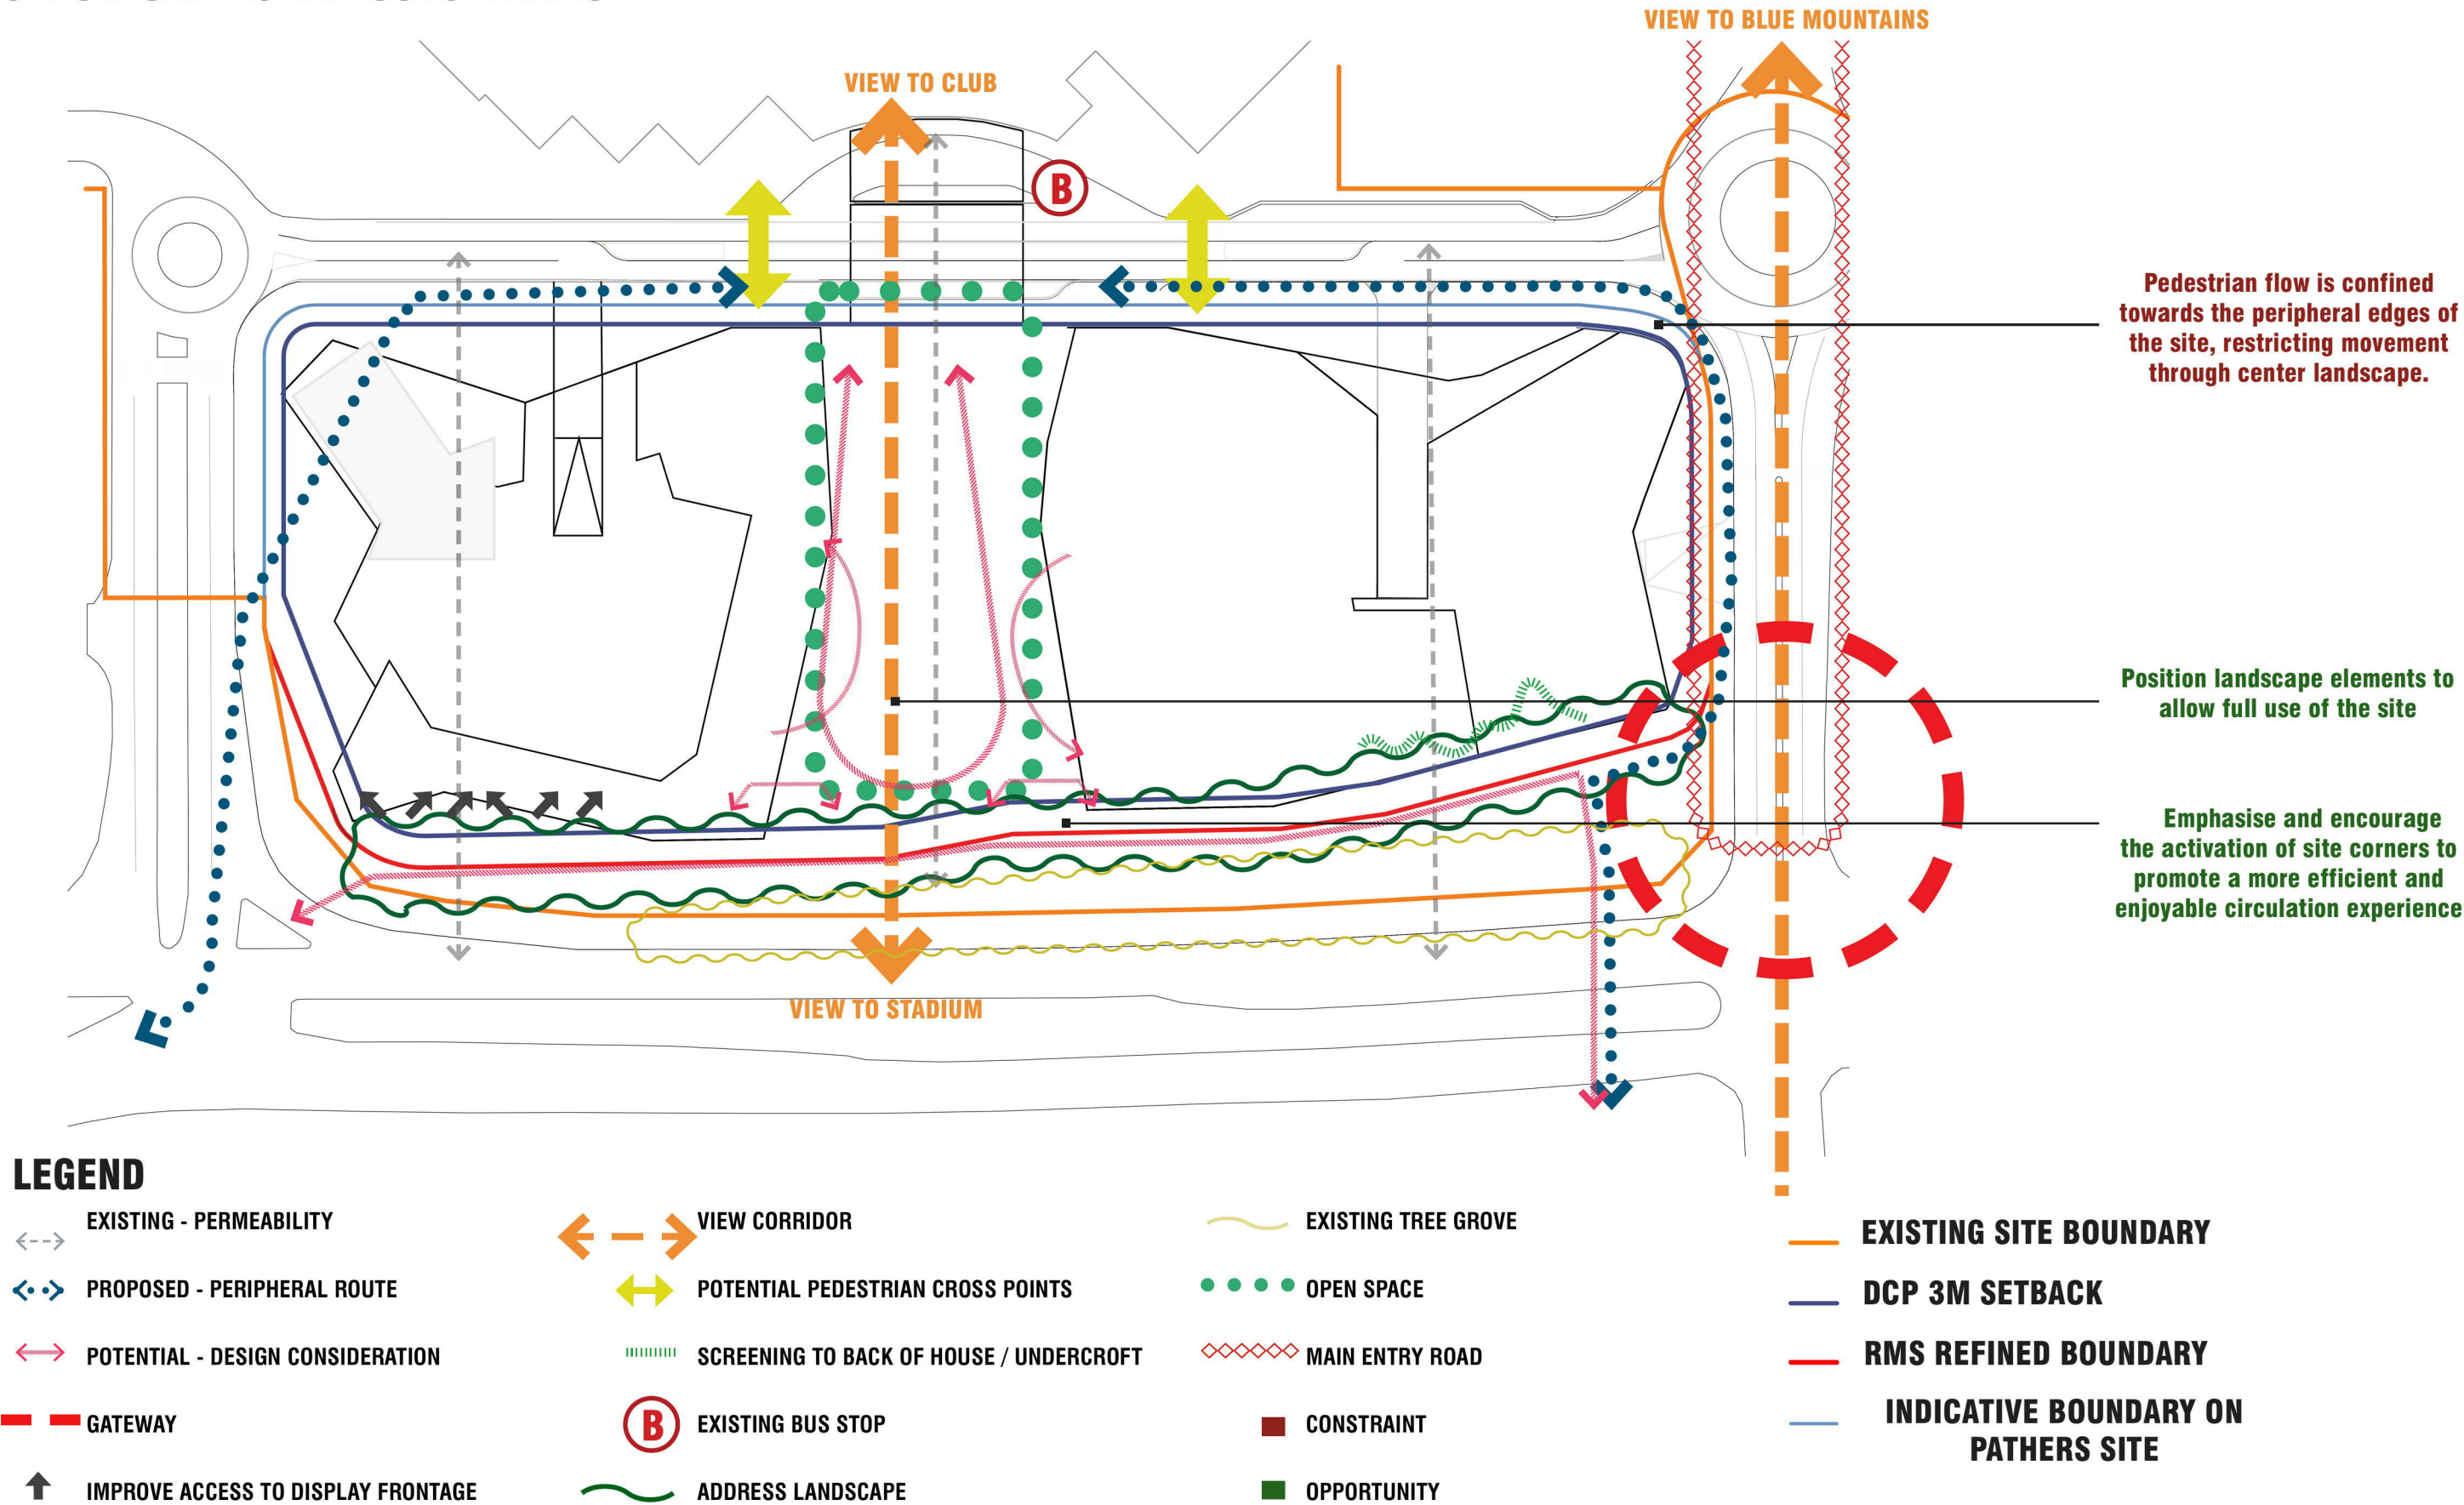 VIEW TO BLUE MOUNTAINS
VIEW TO CLUB
B
Pedestrian flow is confined
towards the peripheral edges of
the site, restricting movement
through center landscape.
Position landscape elements to
allow full use of the site
Emphasise and encourage
the activation of site corners to
promote a more efficient and
enjoyable circulation experience
VIEW TO STADIUM
LEGEND
EXISTING - PERMEABILITY
PROPOSED - PERIPHERAL ROUTE
POTENTIAL - DESIGN CONSIDERATION
GATEWAY
IMPROVE ACCESS TO DISPLAY FRONTAGE
VIEW CORRIDOR
POTENTIAL PEDESTRIAN CROSS POINTS
SCREENING TO BACK OF HOUSE / UNDERCROFT
B EXISTING BUS STOP
ADDRESS LANDSCAPE
EXISTING TREE GROVE
OPEN SPACE
MAIN ENTRY ROAD
CONSTRAINT
OPPORTUNITY
EXISTING SITE BOUNDARY
DCP 3M SETBACK
RMS REFINED BOUNDARY
INDICATIVE BOUNDARY ON
PATHERS SITE